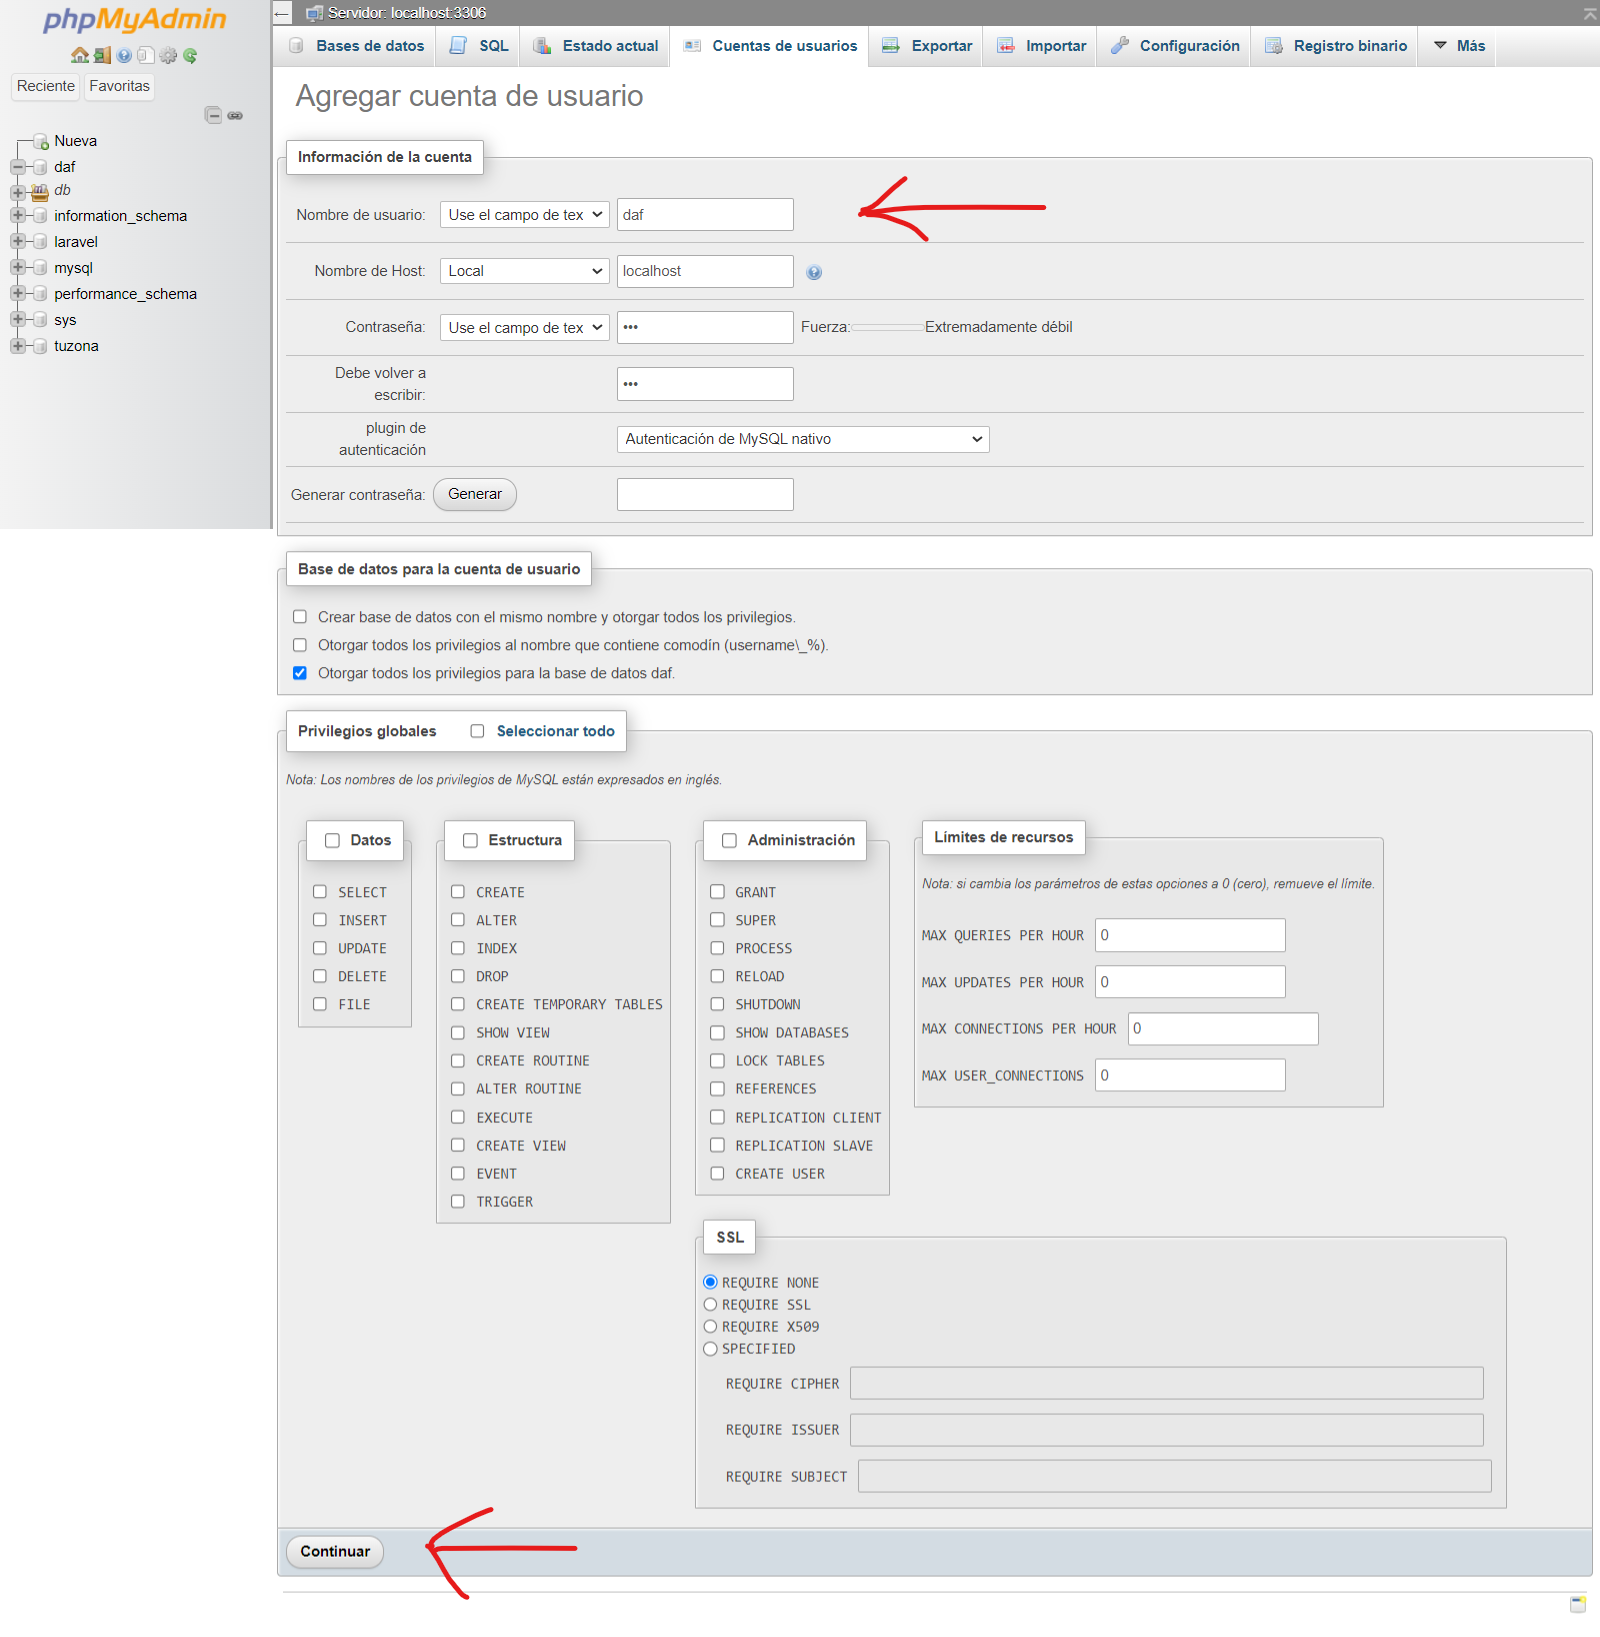 phpMyAdmin
Reciente Favoritas
Nueva
daf
db
information_schema
laravel
mysql
performance_schema
sys
tuzona
Servidor: localhost:3306
Bases de datos SQL Estado actual Cuentas de usuarios Exportar Importar Configuración Registro binario Más
Agregar cuenta de usuario
Información de la cuenta
Nombre de usuario: Use el campo de tex daf
Nombre de Host: Local localhost
Contraseña: Use el campo de tex ••• Fuerza: Extremadamente débil
Debe volver a
escribir: •••
plugin de
autenticación Autenticación de MySQL nativo
Generar contraseña: Generar
Base de datos para la cuenta de usuario
Crear base de datos con el mismo nombre y otorgar todos los privilegios.
Otorgar todos los privilegios al nombre que contiene comodín (username\_%).
Otorgar todos los privilegios para la base de datos daf.
Privilegios globales Seleccionar todo
Nota: Los nombres de los privilegios de MySQL están expresados en inglés.
Datos
SELECT
INSERT
UPDATE
DELETE
FILE
Estructura
CREATE
ALTER
INDEX
DROP
CREATE TEMPORARY TABLES
SHOW VIEW
CREATE ROUTINE
ALTER ROUTINE
EXECUTE
CREATE VIEW
EVENT
TRIGGER
Administración
GRANT
SUPER
PROCESS
RELOAD
SHUTDOWN
SHOW DATABASES
LOCK TABLES
REFERENCES
REPLICATION CLIENT
REPLICATION SLAVE
CREATE USER
Límites de recursos
Nota: si cambia los parámetros de estas opciones a 0 (cero), remueve el límite.
MAX QUERIES PER HOUR 0
MAX UPDATES PER HOUR 0
MAX CONNECTIONS PER HOUR 0
MAX USER_CONNECTIONS 0
SSL
REQUIRE NONE
REQUIRE SSL
REQUIRE X509
SPECIFIED
REQUIRE CIPHER
REQUIRE ISSUER
REQUIRE SUBJECT
Continuar